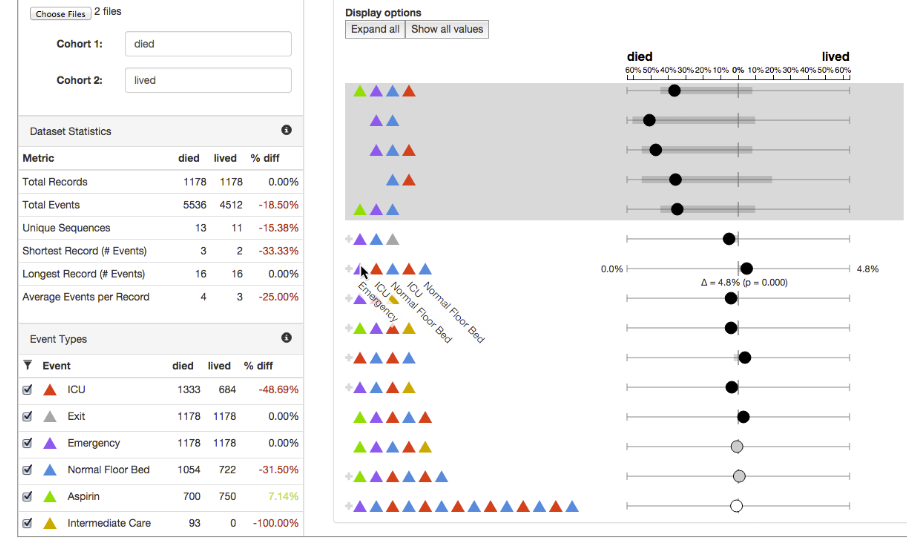 Choose Files 2 files
Cohort 1: died
Cohort 2: lived
Dataset Statistics
Metric died lived % diff
Total Records 1178 1178 0.00%
Total Events 5536 4512 -18.50%
Unique Sequences 13 11 -15.38%
Shortest Record (# Events) 3 2 -33.33%
Longest Record (# Events) 16 16 0.00%
Average Events per Record 4 3 -25.00%
Event Types
Event died lived % diff
ICU 1333 684 -48.69%
Exit 1178 1178 0.00%
Emergency 1178 1178 0.00%
Normal Floor Bed 1054 722 -31.50%
Aspirin 700 750 7.14%
Intermediate Care 93 0 -100.00%
Display options
Expand all Show all values
died lived
60% 50% 40% 30% 20% 10% 0% 10% 20% 30% 40% 50% 60%
0.0% 4.8%
Δ = 4.8% (p = 0.000)
Emergency
ICU
Normal Floor Bed
ICU
Normal Floor Bed